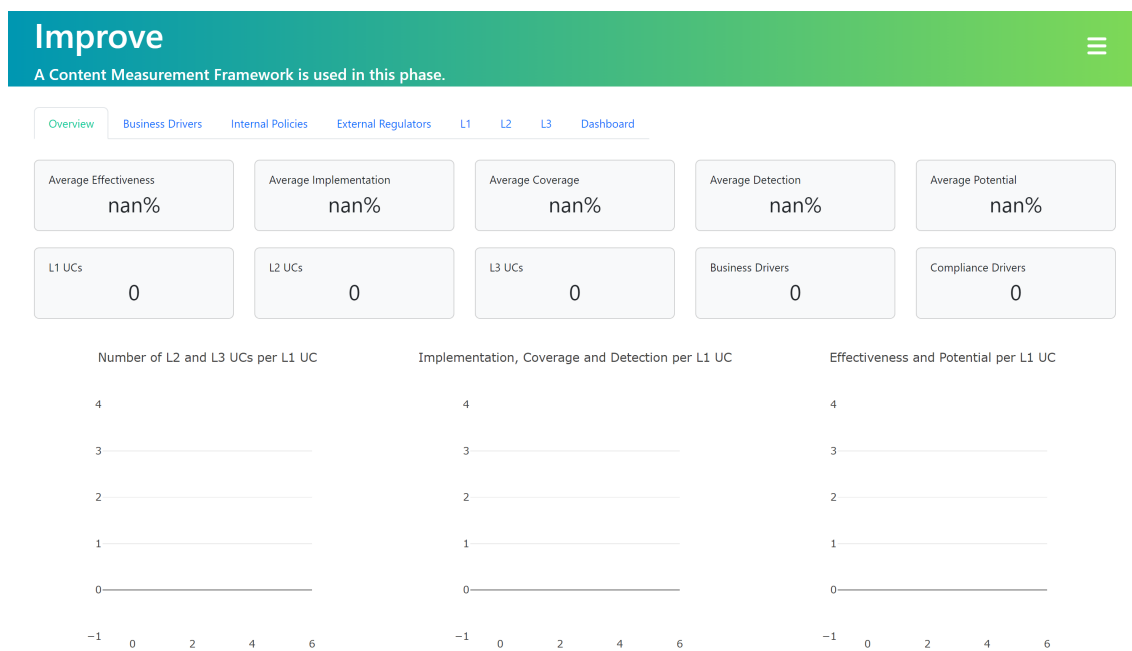 Improve
A Content Measurement Framework is used in this phase.
Overview Business Drivers Internal Policies External Regulators L1 L2 L3 Dashboard
Average Effectiveness Average Implementation Average Coverage Average Detection Average Potential
nan% nan% nan% nan% nan%
L1 UCs L2 UCs L3 UCs Business Drivers Compliance Drivers
0 0 0 0 0
Number of L2 and L3 UCs per L1 UC Implementation, Coverage and Detection per L1 UC Effectiveness and Potential per L1 UC
4 4 4
3 3 3
2 2 2
1 1 1
0 0 0
−1 −1 −1
0 2 4 6 0 2 4 6 0 2 4 6